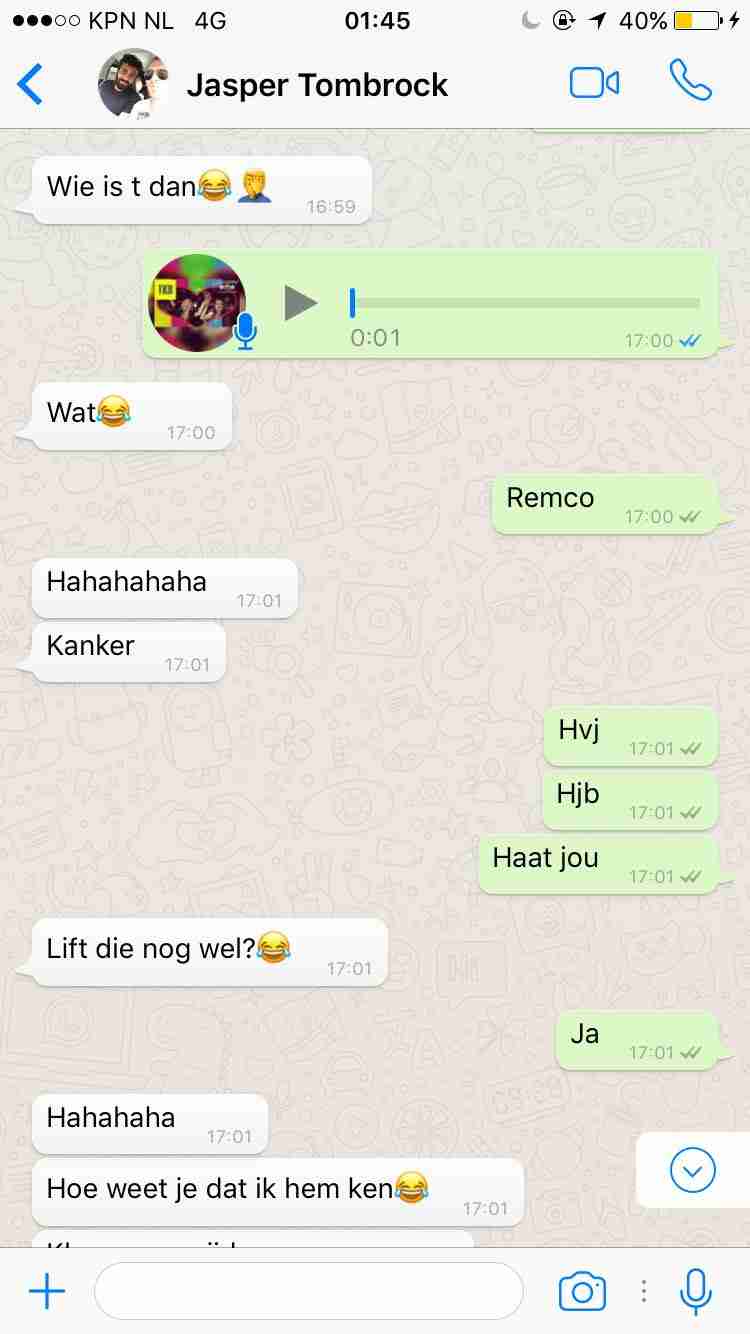 KPN NL 4G 01:45 40%
Jasper Tombrock
Wie is t dan😂🤦‍♂️ 16:59
TKB
0:01 17:00
Wat😂 17:00
Remco 17:00
Hahahahaha 17:01
Kanker 17:01
Hvj 17:01
Hjb 17:01
Haat jou 17:01
Lift die nog wel?😂 17:01
Ja 17:01
Hahahaha 17:01
Hoe weet je dat ik hem ken😂 17:01